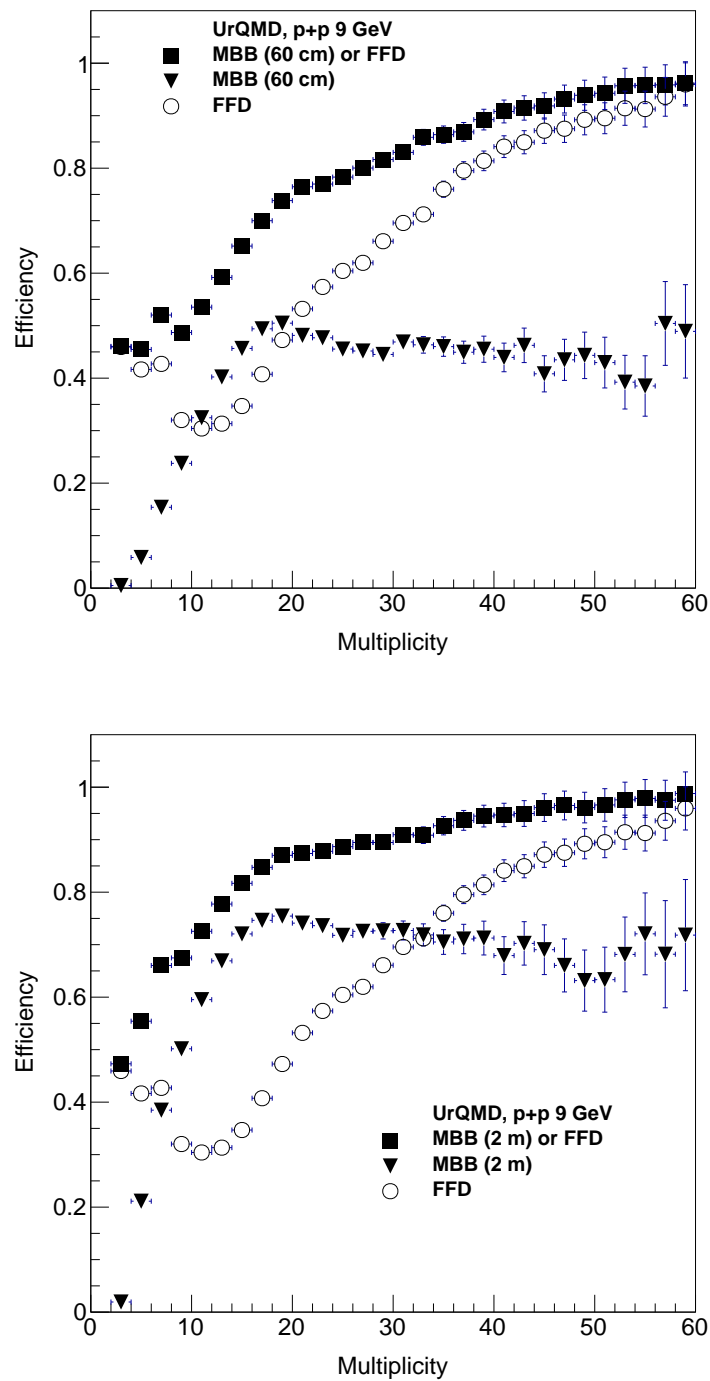 UrQMD, p+p 9 GeV
MBB (60 cm) or FFD
MBB (60 cm)
FFD
1
0.8
0.6
0.4
0.2
0
Efficiency
0 10 20 30 40 50 60
Multiplicity
1
0.8
0.6
0.4
0.2
0
Efficiency
UrQMD, p+p 9 GeV
MBB (2 m) or FFD
MBB (2 m)
FFD
0 10 20 30 40 50 60
Multiplicity